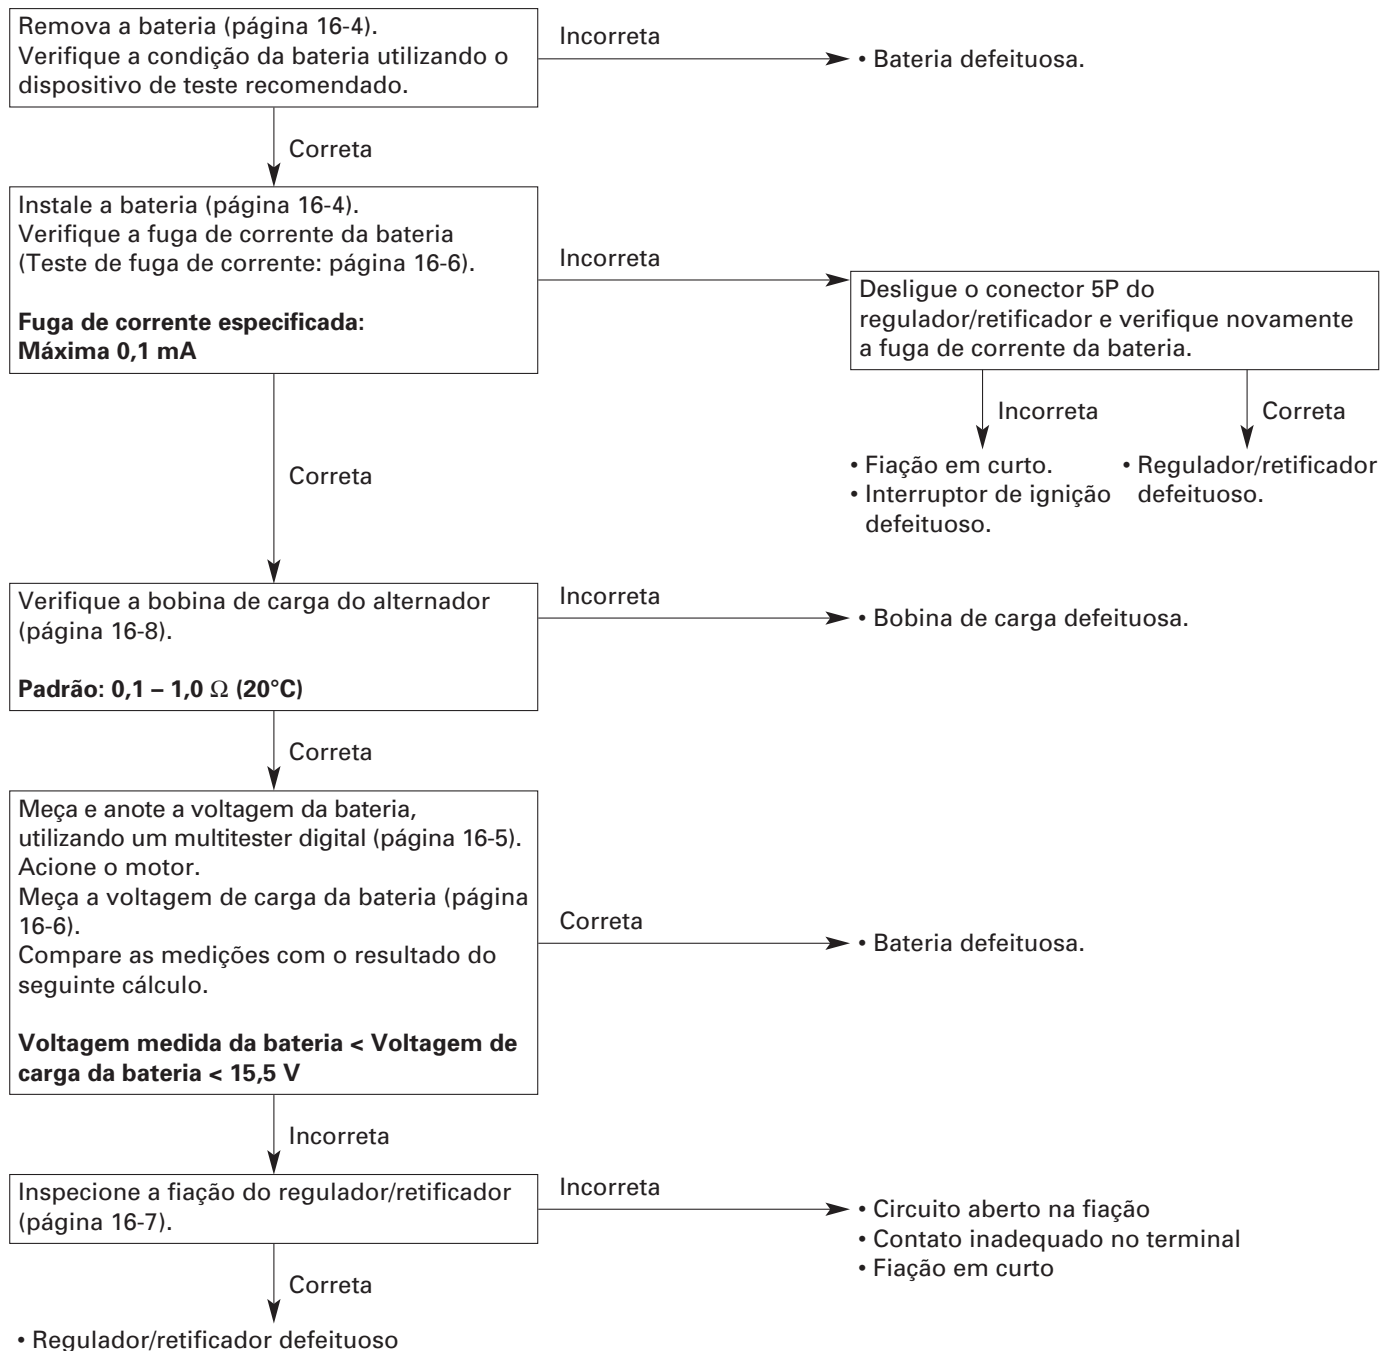 Remova a bateria (página 16-4).
Verifique a condição da bateria utilizando o
dispositivo de teste recomendado.
Incorreta
• Bateria defeituosa.
Correta
Instale a bateria (página 16-4).
Verifique a fuga de corrente da bateria
(Teste de fuga de corrente: página 16-6).
Fuga de corrente especificada:
Máxima 0,1 mA
Incorreta
Desligue o conector 5P do
regulador/retificador e verifique novamente
a fuga de corrente da bateria.
Incorreta
• Fiação em curto.
• Interruptor de ignição
defeituoso.
Correta
• Regulador/retificador
defeituoso.
Correta
Verifique a bobina de carga do alternador
(página 16-8).
Padrão: 0,1 – 1,0 Ω (20°C)
Incorreta
• Bobina de carga defeituosa.
Correta
Meça e anote a voltagem da bateria,
utilizando um multitester digital (página 16-5).
Acione o motor.
Meça a voltagem de carga da bateria (página
16-6).
Compare as medições com o resultado do
seguinte cálculo.
Voltagem medida da bateria < Voltagem de
carga da bateria < 15,5 V
Correta
• Bateria defeituosa.
Incorreta
Inspecione a fiação do regulador/retificador
(página 16-7).
Incorreta
• Circuito aberto na fiação
• Contato inadequado no terminal
• Fiação em curto
Correta
• Regulador/retificador defeituoso